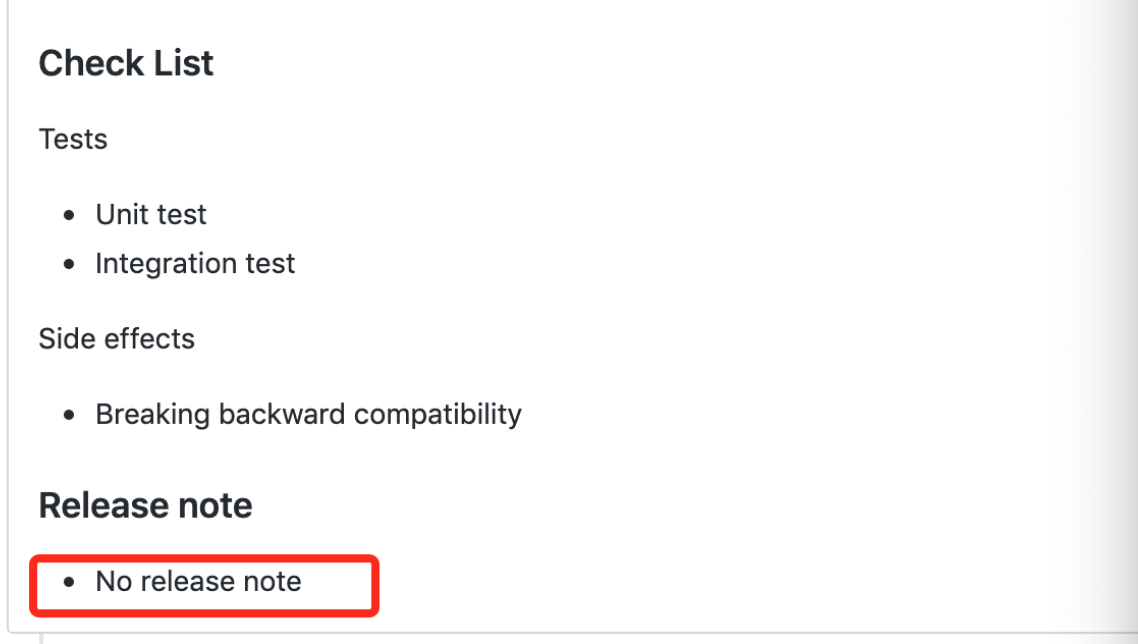 Check List
Tests
• Unit test
• Integration test
Side effects
• Breaking backward compatibility
Release note
• No release note